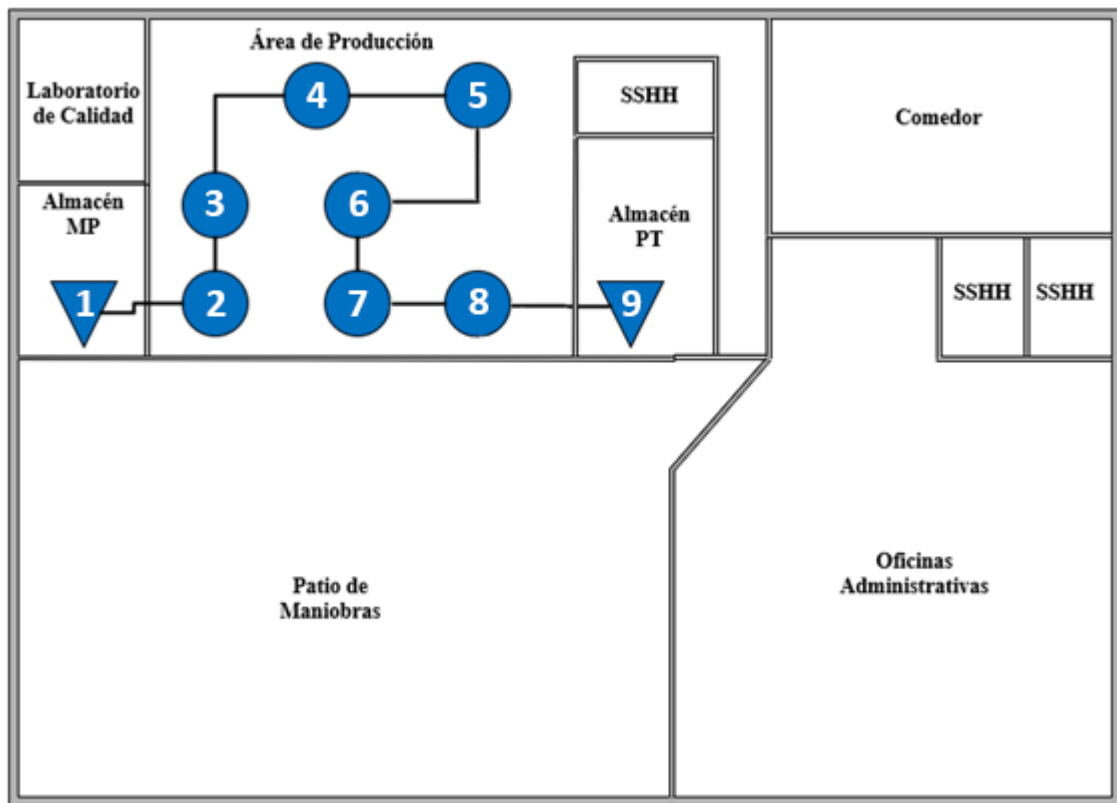 Área de Producción
Laboratorio
de Calidad
4
5
SSHH
Comedor
Almacén
MP
3
6
Almacén
PT
1
2
7
8
9
SSHH
SSHH
Patio de
Maniobras
Oficinas
Administrativas